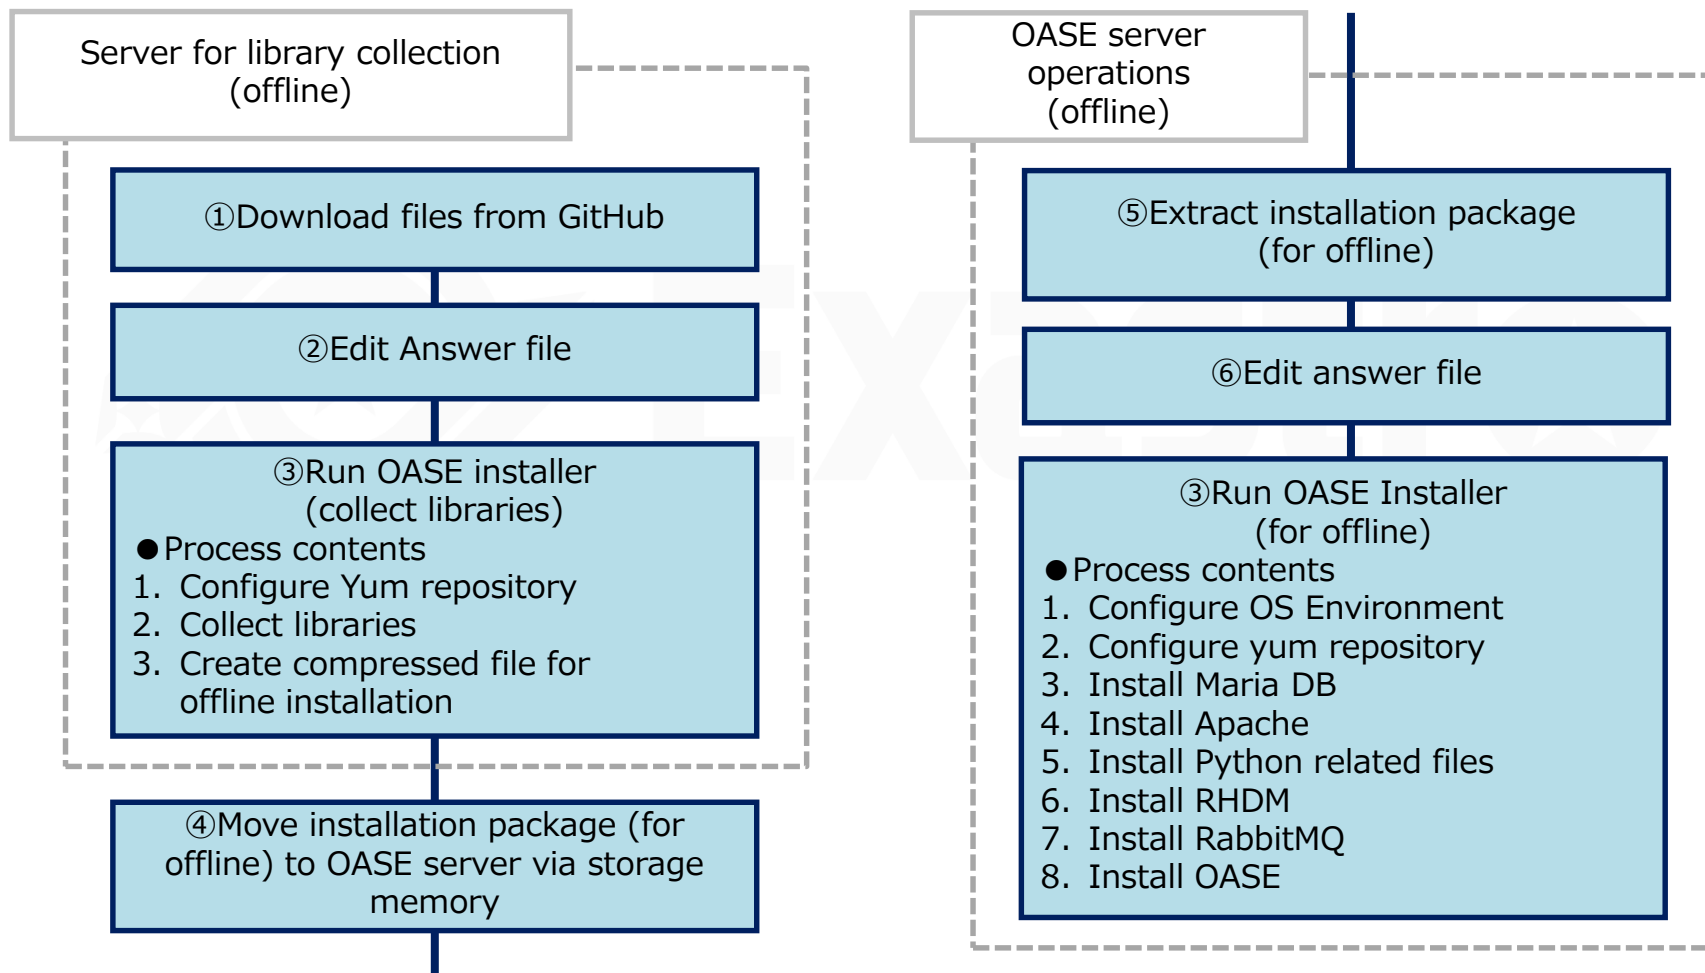 Server for library collection
(offline)
①Download files from GitHub
②Edit Answer file
③Run OASE installer
(collect libraries)
●Process contents
1. Configure Yum repository
2. Collect libraries
3. Create compressed file for
offline installation
④Move installation package (for
offline) to OASE server via storage
memory
OASE server
operations
(offline)
⑤Extract installation package
(for offline)
⑥Edit answer file
③Run OASE Installer
(for offline)
●Process contents
1. Configure OS Environment
2. Configure yum repository
3. Install Maria DB
4. Install Apache
5. Install Python related files
6. Install RHDM
7. Install RabbitMQ
8. Install OASE
Exastro